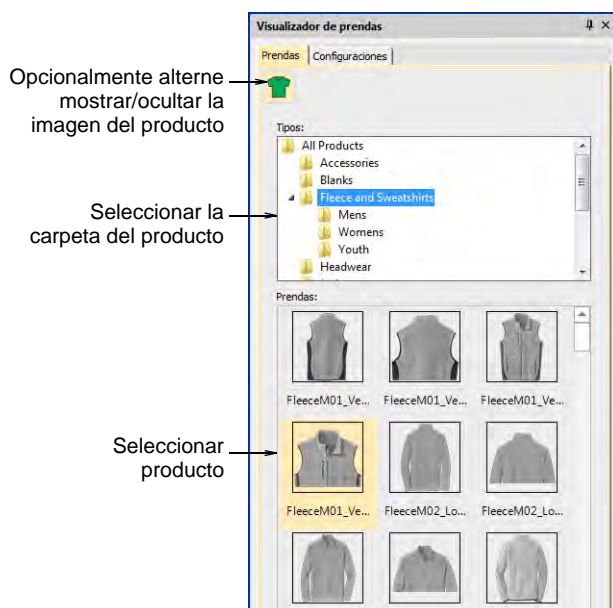 Visualizador de prendas
Prendas
Configuraciones
Opcionalmente alterne
mostrar/ocultar la
imagen del producto
Tipos:
All Products
Accessories
Blanks
Fleece and Sweatshirts
Mens
Womens
Youth
Headwear
Seleccionar la
carpeta del producto
Prendas:
FleeceM01_Ve... FleeceM01_Ve... FleeceM01_Ve...
Seleccionar
producto
FleeceM01_Ve... FleeceM02_Lo... FleeceM02_Lo...